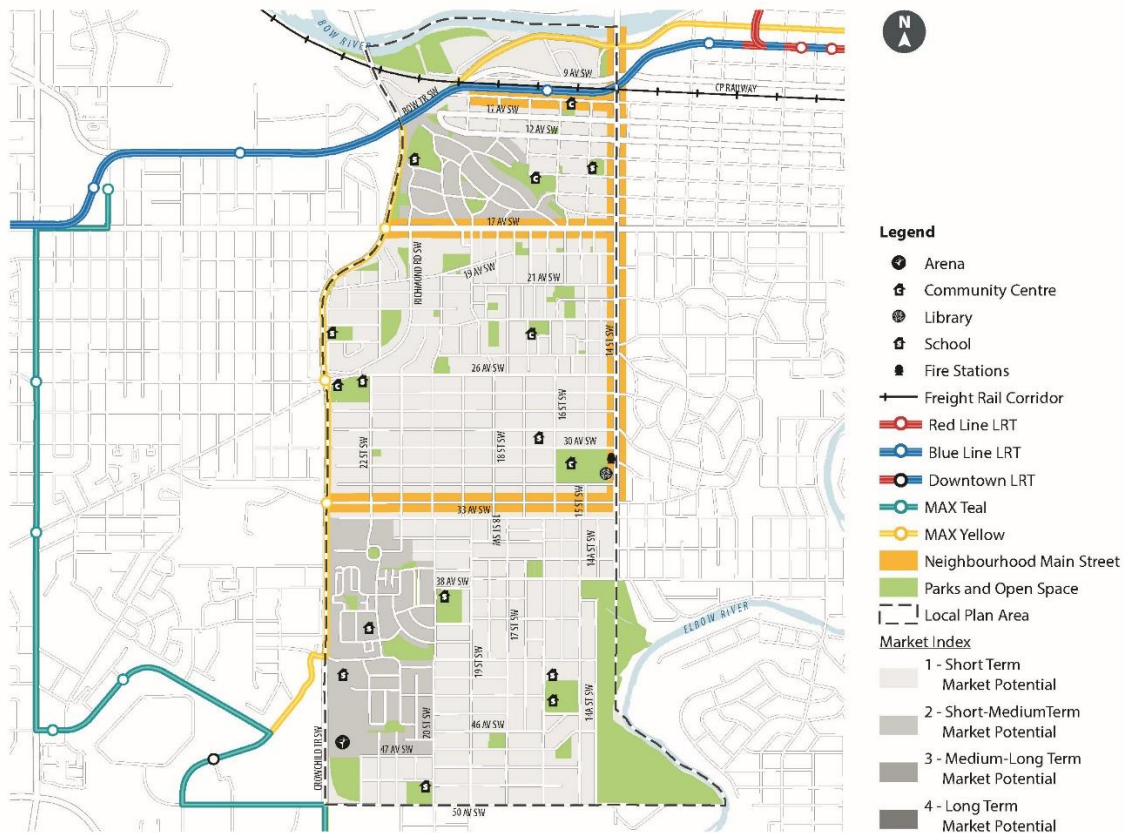 BOW RIVER
N
9 AV SW
BOW TR SW
CP RAILWAY
11 AV SW
12 AV SW
17 AV SW
RICHMOND RD SW
19 AV SW
21 AV SW
14 ST SW
26 AV SW
16 ST SW
22 ST SW
18 ST SW
30 AV SW
33 AV SW
15 ST SW
18 ST SW
14A ST SW
38 AV SW
17 ST SW
ELBOW RIVER
19 ST SW
14A ST SW
20 ST SW
46 AV SW
47 AV SW
CROWCHILD TR SW
50 AV SW
Legend
Arena
Community Centre
Library
School
Fire Stations
Freight Rail Corridor
Red Line LRT
Blue Line LRT
Downtown LRT
MAX Teal
MAX Yellow
Neighbourhood Main Street
Parks and Open Space
Local Plan Area
Market Index
1 - Short Term
Market Potential
2 - Short-MediumTerm
Market Potential
3 - Medium-Long Term
Market Potential
4 - Long Term
Market Potential